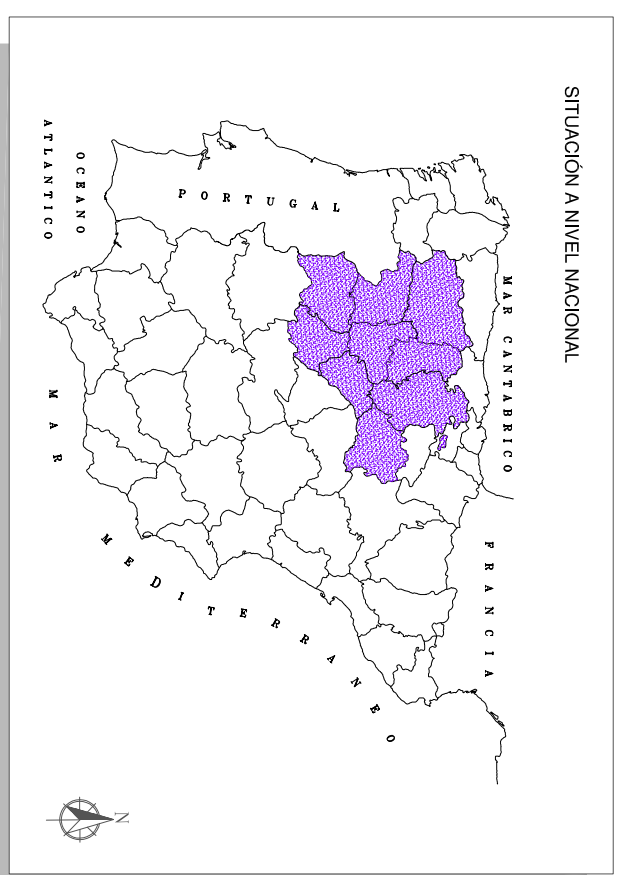 SITUACIÓN A NIVEL NACIONAL
MAR CANTABRICO
FRANCIA
PORTUGAL
OCEANO
ATLANTICO
MAR
MEDITERRANEO
N